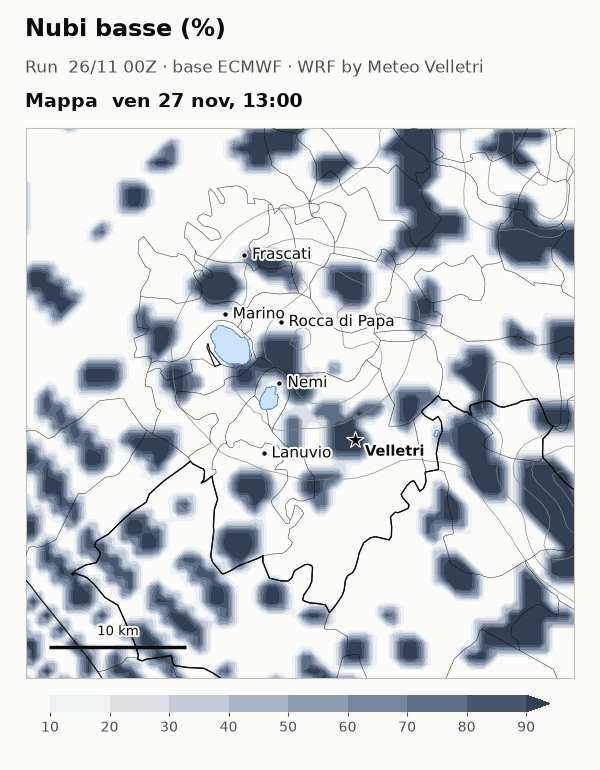 Nubi basse (%)
Run  26/11 00Z · base ECMWF · WRF by Meteo Velletri
Mappa  ven 27 nov, 13:00
Frascati
Marino
Rocca di Papa
Nemi
Velletri
Lanuvio
10 km
10 20 30 40 50 60 70 80 90